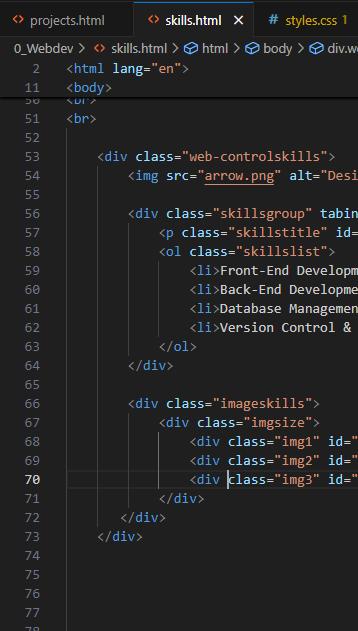 projects.html skills.html × # styles.css 1
0_Webdev > skills.html > html > body > div.we
2 <html lang="en">
11 <body>
50 <br>
51 <br>
52
53 <div class="web-controlskills">
54 <img src="arrow.png" alt="Desi
55
56 <div class="skillsgroup" tabin
57 <p class="skillstitle" id=
58 <ol class="skillslist">
59 <li>Front-End Developm
60 <li>Back-End Developme
61 <li>Database Managemen
62 <li>Version Control &
63 </ol>
64 </div>
65
66 <div class="imageskills">
67 <div class="imgsize">
68 <div class="img1" id="
69 <div class="img2" id="
70 <div class="img3" id="
71 </div>
72 </div>
73 </div>
74
75
76
77
78